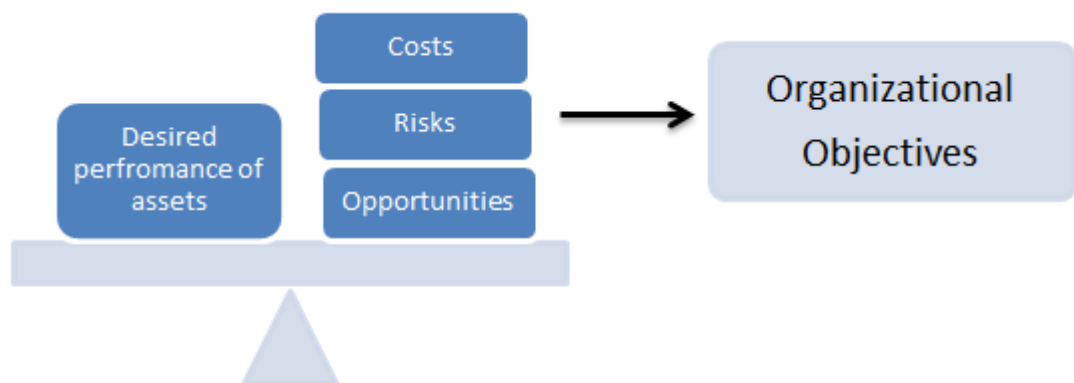 Desired
perfromance of
assets
Costs
Risks
Opportunities
Organizational
Objectives